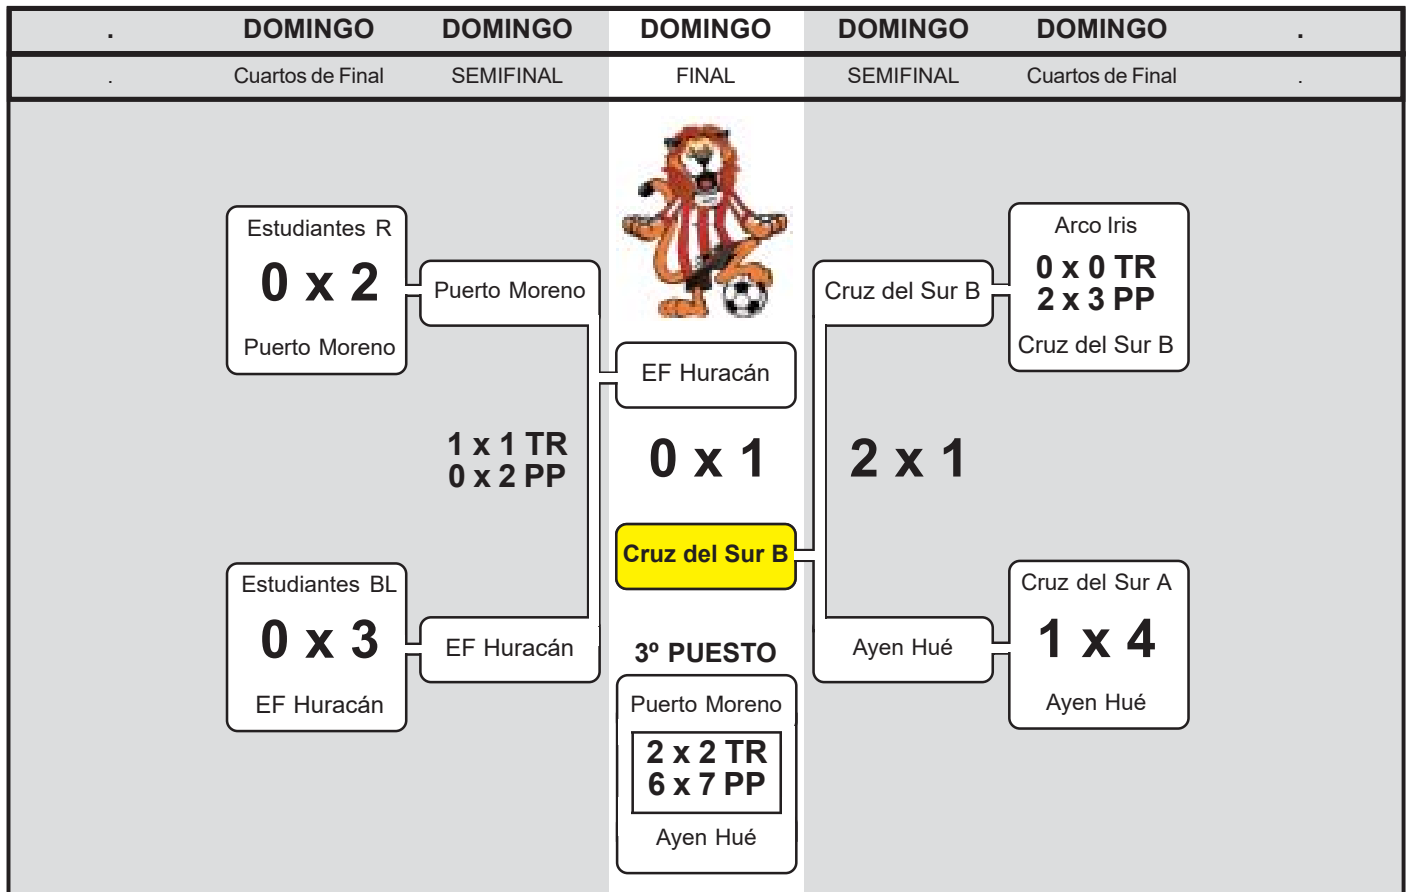 . DOMINGO DOMINGO DOMINGO DOMINGO DOMINGO .
. Cuartos de Final SEMIFINAL FINAL SEMIFINAL Cuartos de Final .
Estudiantes R
0 x 2
Puerto Moreno
Puerto Moreno
1 x 1 TR
0 x 2 PP
Estudiantes BL
0 x 3
EF Huracán
EF Huracán
EF Huracán
0 x 1
Cruz del Sur B
3º PUESTO
Puerto Moreno
2 x 2 TR
6 x 7 PP
Ayen Hué
Cruz del Sur B
2 x 1
Ayen Hué
Arco Iris
0 x 0 TR
2 x 3 PP
Cruz del Sur B
Cruz del Sur A
1 x 4
Ayen Hué